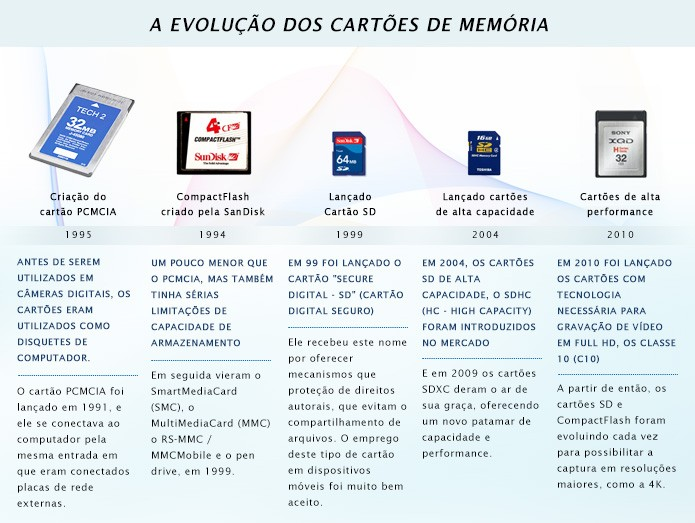 A EVOLUÇÃO DOS CARTÕES DE MEMÓRIA
TECH 2
32MB
4x CF
COMPACTFLASH
SanDisk
SanDisk
64MB
16 GB
TOSHIBA
SONY
XQD
H
32
Criação do
cartão PCMCIA
CompactFlash
criado pela SanDisk
Lançado
Cartão SD
Lançado cartões
de alta capacidade
Cartões de alta
performance
1995
1994
1999
2004
2010
ANTES DE SEREM
UTILIZADOS EM
CÂMERAS DIGITAIS, OS
CARTÕES ERAM
UTILIZADOS COMO
DISQUETES DE
COMPUTADOR.
O cartão PCMCIA foi
lançado em 1991, e
ele se conectava ao
computador pela
mesma entrada em
que eram conectados
placas de rede
externas.
UM POUCO MENOR QUE
O PCMCIA, MAS TAMBÉM
TINHA SÉRIAS
LIMITAÇÕES DE
CAPACIDADE DE
ARMAZENAMENTO
Em seguida vieram o
SmartMediaCard
(SMC), o
MultiMediaCard (MMC)
o RS-MMC /
MMCMobile e o pen
drive, em 1999.
EM 99 FOI LANÇADO O
CARTÃO "SECURE
DIGITAL - SD" (CARTÃO
DIGITAL SEGURO)
Ele recebeu este nome
por oferecer
mecanismos que
proteção de direitos
autorais, que evitam o
compartilhamento de
arquivos. O emprego
deste tipo de cartão
em dispositivos
móveis foi muito bem
aceito.
EM 2004, OS CARTÕES
SD DE ALTA
CAPACIDADE, O SDHC
(HC - HIGH CAPACITY)
FORAM INTRODUZIDOS
NO MERCADO
E em 2009 os cartões
SDXC deram o ar de
sua graça, oferecendo
um novo patamar de
capacidade e
performance.
EM 2010 FOI LANÇADO
OS CARTÕES COM
TECNOLOGIA
NECESSÁRIA PARA
GRAVAÇÃO DE VÍDEO
EM FULL HD, OS CLASSE
10 (C10)
A partir de então, os
cartões SD e
CompactFlash foram
evoluindo cada vez
para possibilitar a
captura em resoluções
maiores, como a 4K.